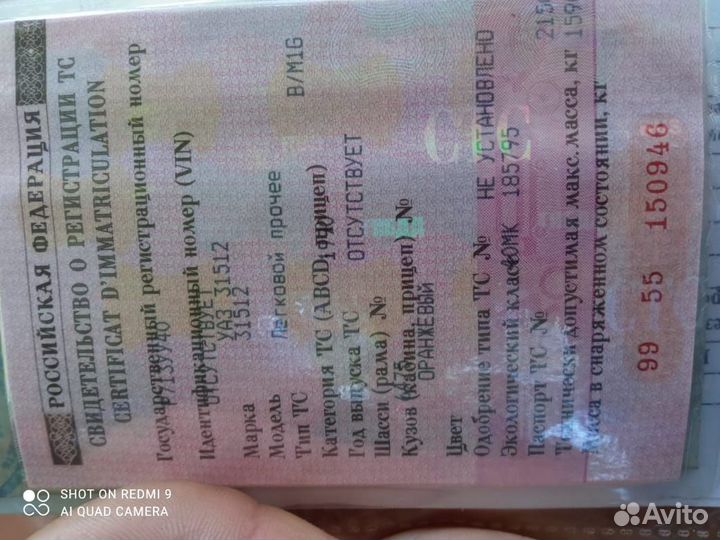 РОССИЙСКАЯ ФЕДЕРАЦИЯ
СВИДЕТЕЛЬСТВО О РЕГИСТРАЦИИ ТС
CERTIFICAT D'IMMATRICULATION
Государственный регистрационный номер
Идентификационный номер (VIN)
ОТСУТСТВУЕТ
Марка УАЗ 31512
Модель 31512
Тип ТС Легковой прочее
Категория ТС (ABCD, прицеп) B/M1G
Год выпуска ТС
Шасси (рама) № ОТСУТСТВУЕТ
Кузов (кабина, прицеп) №
Цвет ОРАНЖЕВЫЙ
Одобрение типа ТС №
Экологический класс НЕ УСТАНОВЛЕНО
Паспорт ТС № 185795
Технически допустимая макс. масса, кг
Масса в снаряженном состоянии, кг
99 55 150946
SHOT ON REDMI 9
AI QUAD CAMERA
Avito